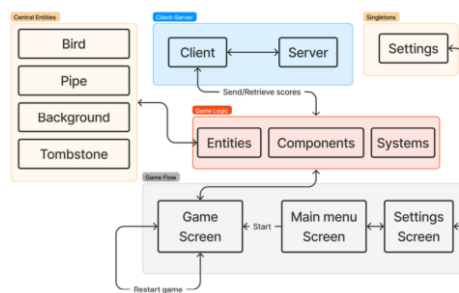 Central Entities
Bird
Pipe
Background
Tombstone
Client-Server
Client
Server
Singletons
Settings
Send/Retrieve scores
Game Logic
Entities
Components
Systems
Game Flow
Game
Screen
Start
Main menu
Screen
Settings
Screen
Restart game